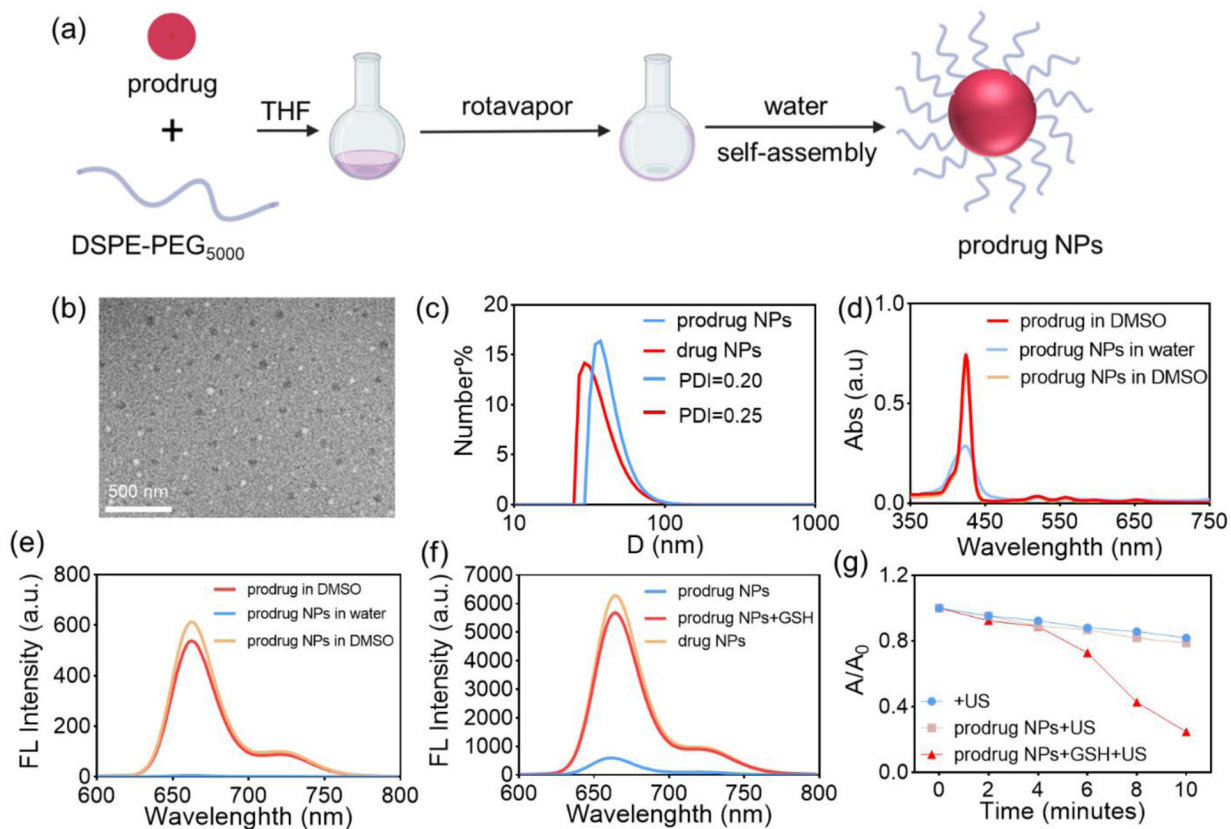 (a)
prodrug
+
DSPE-PEG5000
THF
rotavapor
water
self-assembly
prodrug NPs
(b)
500 nm
(c)
20
15
10
5
0
Number%
prodrug NPs
drug NPs
PDI=0.20
PDI=0.25
10
100
1000
D (nm)
(d)
1.0
0.5
0.0
Abs (a.u)
prodrug in DMSO
prodrug NPs in water
prodrug NPs in DMSO
350
450
550
650
750
Wavelenghth (nm)
(e)
800
600
400
200
0
FL Intensity (a.u.)
prodrug in DMSO
prodrug NPs in water
prodrug NPs in DMSO
600
650
700
750
800
Wavelenghth (nm)
(f)
7000
6000
5000
4000
3000
2000
1000
0
FL Intensity (a.u.)
prodrug NPs
prodrug NPs+GSH
drug NPs
600
650
700
750
800
Wavelenghth (nm)
(g)
1.2
0.8
0.4
0.0
A/A0
+US
prodrug NPs+US
prodrug NPs+GSH+US
0
2
4
6
8
10
Time (minutes)